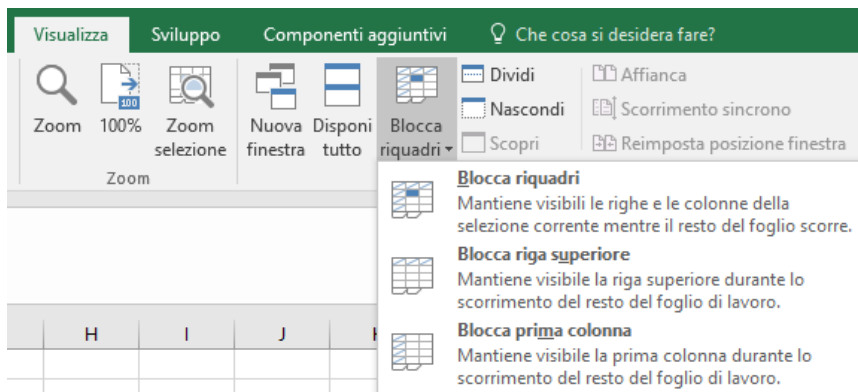 Visualizza Sviluppo Componenti aggiuntivi Che cosa si desidera fare?
Zoom 100% Zoom selezione Nuova finestra Disponi tutto Blocca riquadri
Dividi
Nascondi
Scopri
Affianca
Scorrimento sincrono
Reimposta posizione finestra
100
Zoom
Blocca riquadri
Mantiene visibili le righe e le colonne della
selezione corrente mentre il resto del foglio scorre.
Blocca riga superiore
Mantiene visibile la riga superiore durante lo
scorrimento del resto del foglio di lavoro.
Blocca prima colonna
Mantiene visibile la prima colonna durante lo
scorrimento del resto del foglio di lavoro.
H I J